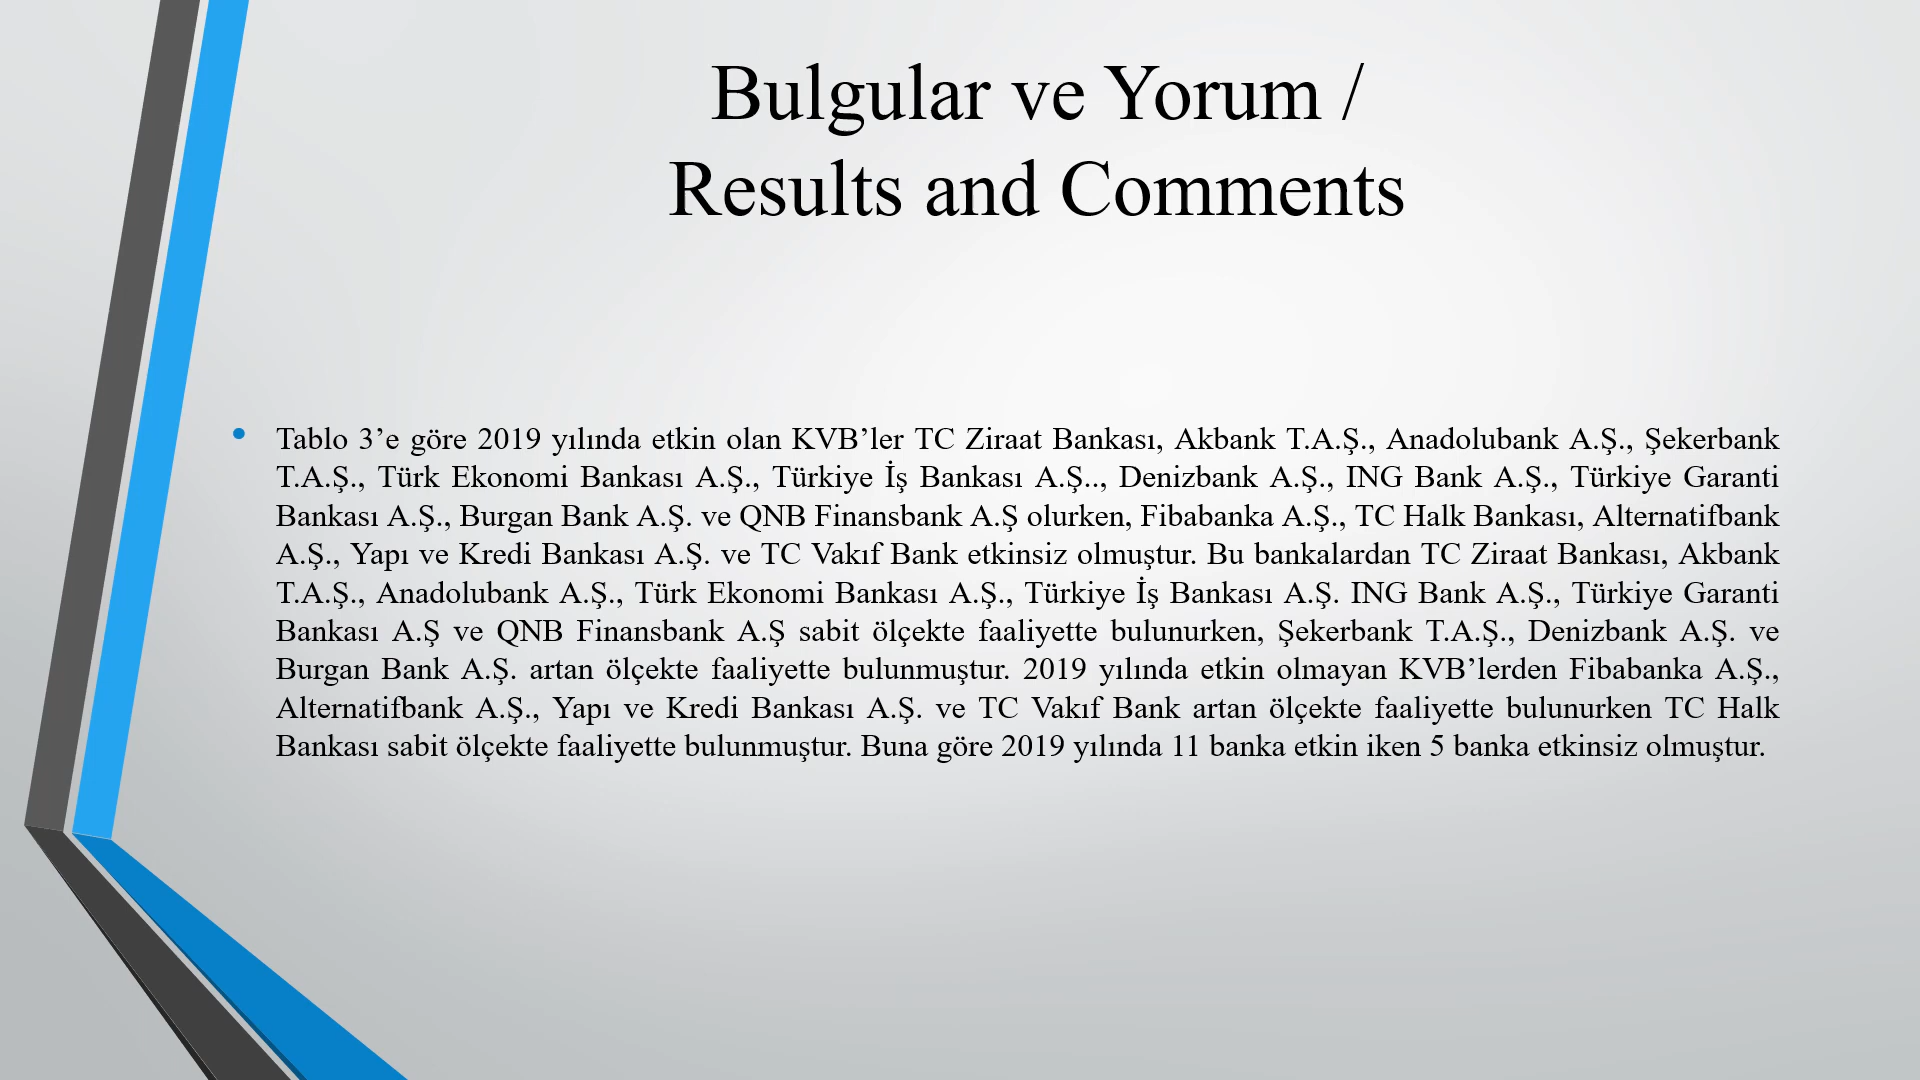 Bulgular ve Yorum /
Results and Comments
• Tablo 3’e göre 2019 yılında etkin olan KVB’ler TC Ziraat Bankası, Akbank T.A.Ş., Anadolubank A.Ş., Şekerbank
T.A.Ş., Türk Ekonomi Bankası A.Ş., Türkiye İş Bankası A.Ş.., Denizbank A.Ş., ING Bank A.Ş., Türkiye Garanti
Bankası A.Ş., Burgan Bank A.Ş. ve QNB Finansbank A.Ş olurken, Fibabanka A.Ş., TC Halk Bankası, Alternatifbank
A.Ş., Yapı ve Kredi Bankası A.Ş. ve TC Vakıf Bank etkinsiz olmuştur. Bu bankalardan TC Ziraat Bankası, Akbank
T.A.Ş., Anadolubank A.Ş., Türk Ekonomi Bankası A.Ş., Türkiye İş Bankası A.Ş. ING Bank A.Ş., Türkiye Garanti
Bankası A.Ş ve QNB Finansbank A.Ş sabit ölçekte faaliyette bulunurken, Şekerbank T.A.Ş., Denizbank A.Ş. ve
Burgan Bank A.Ş. artan ölçekte faaliyette bulunmuştur. 2019 yılında etkin olmayan KVB’lerden Fibabanka A.Ş.,
Alternatifbank A.Ş., Yapı ve Kredi Bankası A.Ş. ve TC Vakıf Bank artan ölçekte faaliyette bulunurken TC Halk
Bankası sabit ölçekte faaliyette bulunmuştur. Buna göre 2019 yılında 11 banka etkin iken 5 banka etkinsiz olmuştur.